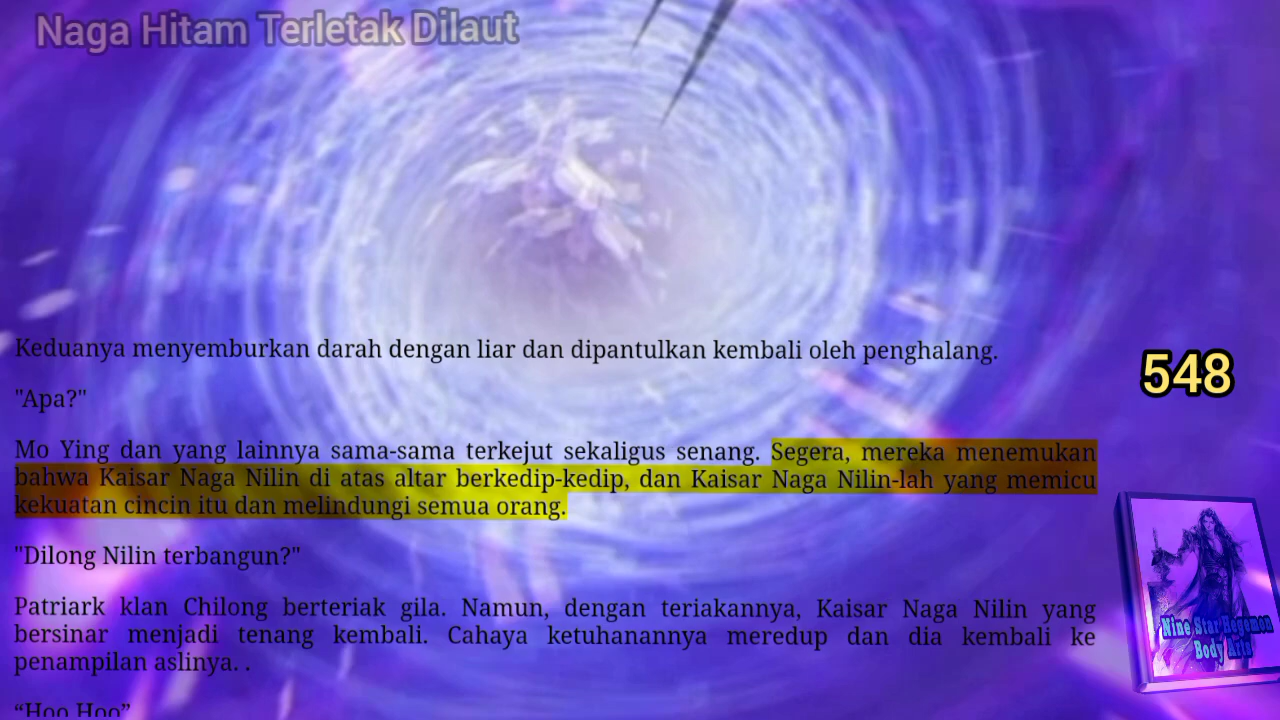 Naga Hitam Terletak Dilaut
Keduanya menyemburkan darah dengan liar dan dipantulkan kembali oleh penghalang.
"Apa?"
Mo Ying dan yang lainnya sama-sama terkejut sekaligus senang. Segera, mereka menemukan
bahwa Kaisar Naga Nilin di atas altar berkedip-kedip, dan Kaisar Naga Nilin-lah yang memicu
kekuatan cincin itu dan melindungi semua orang.
"Dilong Nilin terbangun?"
Patriark klan Chilong berteriak gila. Namun, dengan teriakannya, Kaisar Naga Nilin yang
bersinar menjadi tenang kembali. Cahaya ketuhanannya meredup dan dia kembali ke
penampilan aslinya. .
“Hoo Hoo”
548
Nine Star Hegemon
Body Arts